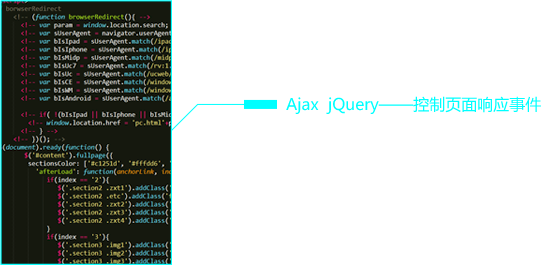 borwserRedirect
<!-- (function browserRedirect(){ -->
<!-- var param = window.location.search;
<!-- var sUserAgent = navigator.userAgent
<!-- var bIsIpad = sUserAgent.match(/ipa
<!-- var bIsIphone = sUserAgent.match(/ip
<!-- var bIsMidp = sUserAgent.match(/midp
<!-- var bIsUc7 = sUserAgent.match(/rv:1.
<!-- var bIsUc = sUserAgent.match(/ucweb/
<!-- var bIsCE = sUserAgent.match(/window
<!-- var bIsWM = sUserAgent.match(/window
<!-- var bIsAndroid = sUserAgent.match(/a
<!-- if( !(bIsIpad || bIsIphone || bIsMid
<!-- window.location.href = 'pc.html'+p
<!-- } -->
<!-- })(); -->
(document).ready(function() {
$('#content').fullpage({
sectionsColor: ['#c1251d', '#fffdd6', '
'afterLoad': function(anchorLink, inc
if(index == '2'){
$('.section2 .zxt1').addClass('
$('.section2 .etc').addClass('f
$('.section2 .zxt2').addClass('
$('.section2 .zxt3').addClass('
$('.section2 .zxt4').addClass('
}
if(index == '3'){
$('.section3 .img1').addClass('
$('.section3 .img2').addClass('
$('.section3 .img3').addClass('
Ajax jQuery——控制页面响应事件